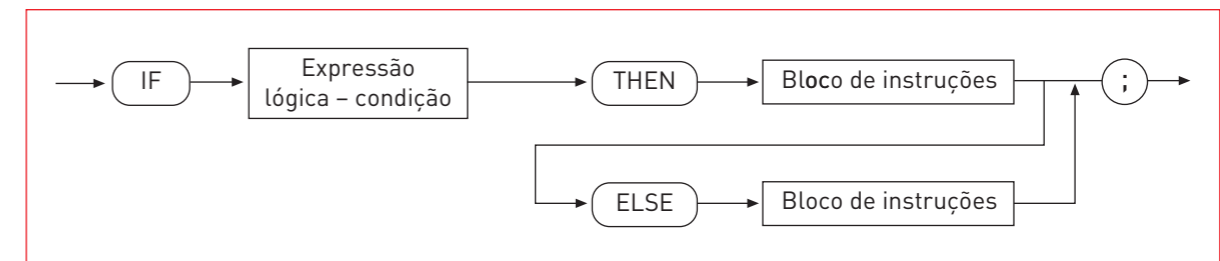 IF
Expressão
lógica – condição
THEN
Bloco de instruções
;
ELSE
Bloco de instruções